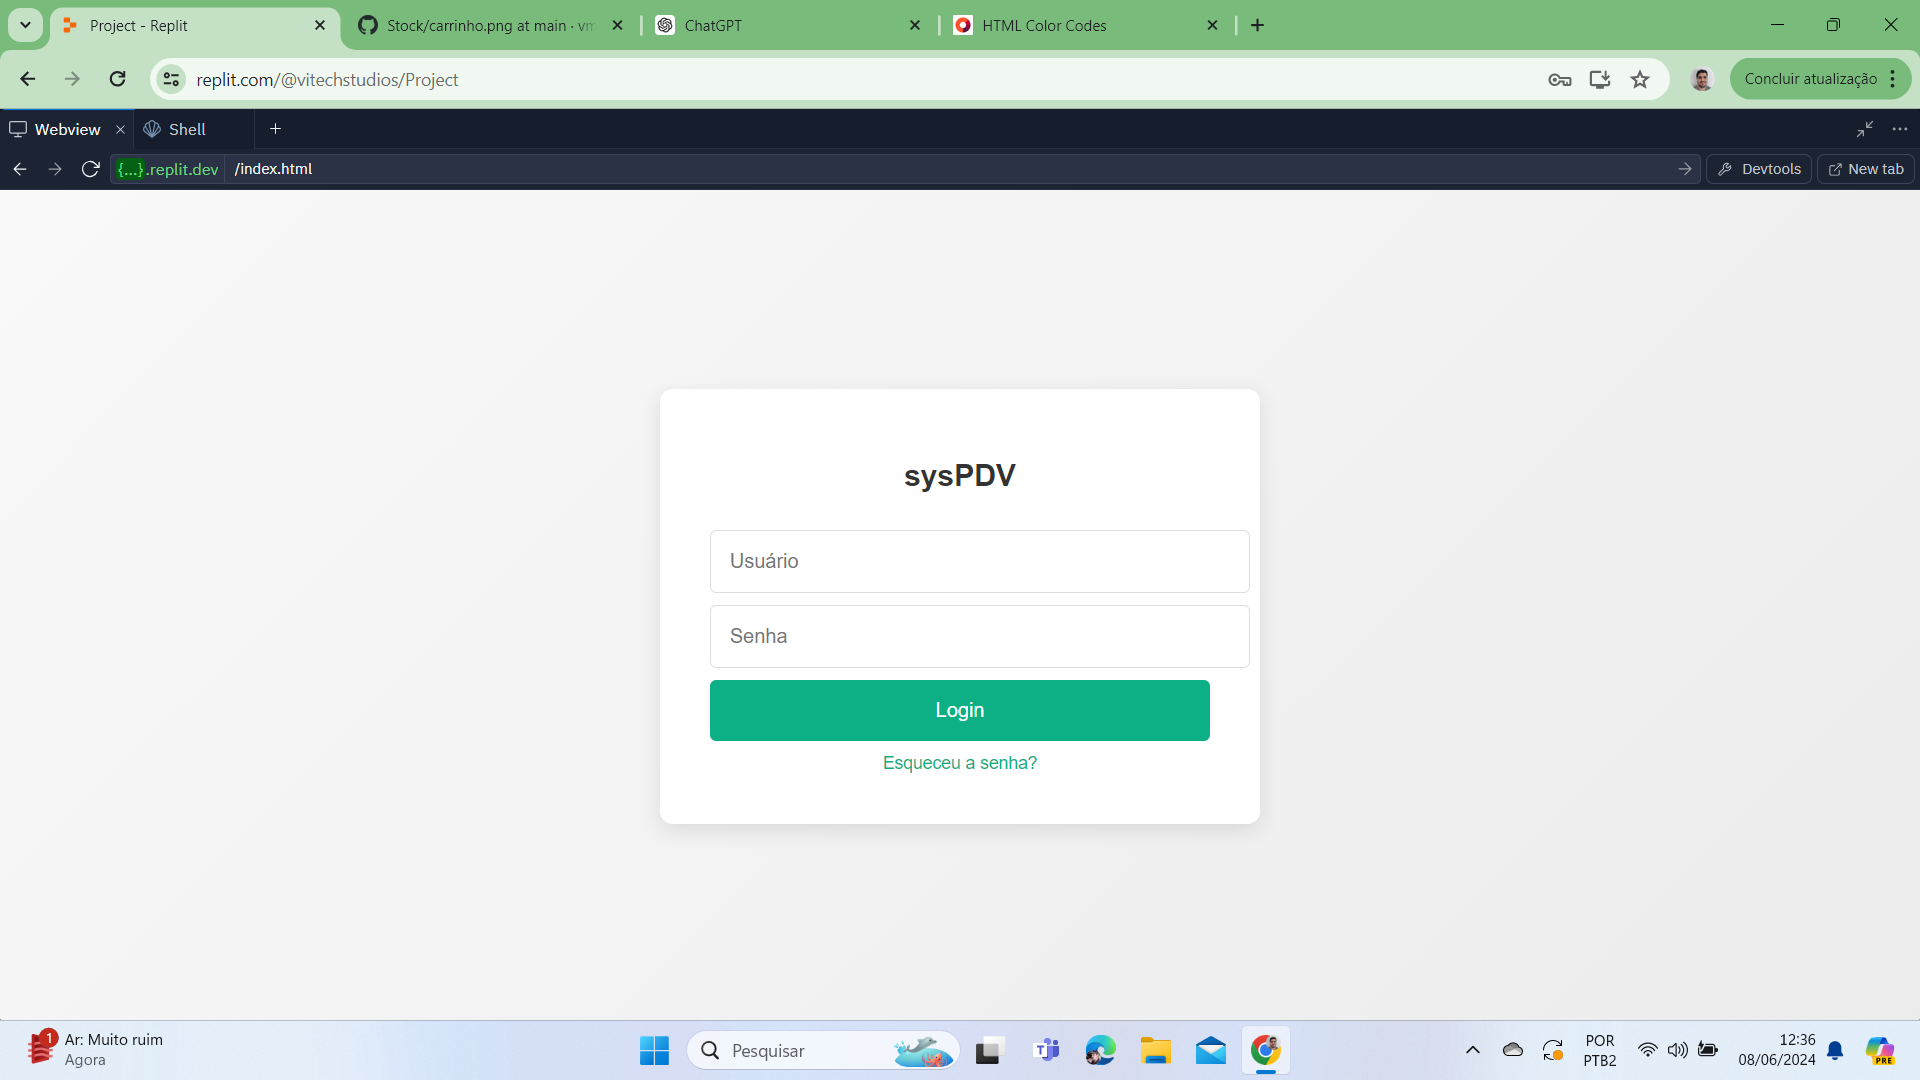 Project - Replit
Stock/carrinho.png at main · vm
ChatGPT
HTML Color Codes
replit.com/@vitechstudios/Project
Concluir atualização
Webview
Shell
{...}.replit.dev
/index.html
Devtools
New tab
sysPDV
Usuário
Senha
Login
Esqueceu a senha?
1
Ar: Muito ruim
Agora
Pesquisar
POR
PTB2
12:36
08/06/2024
PRE